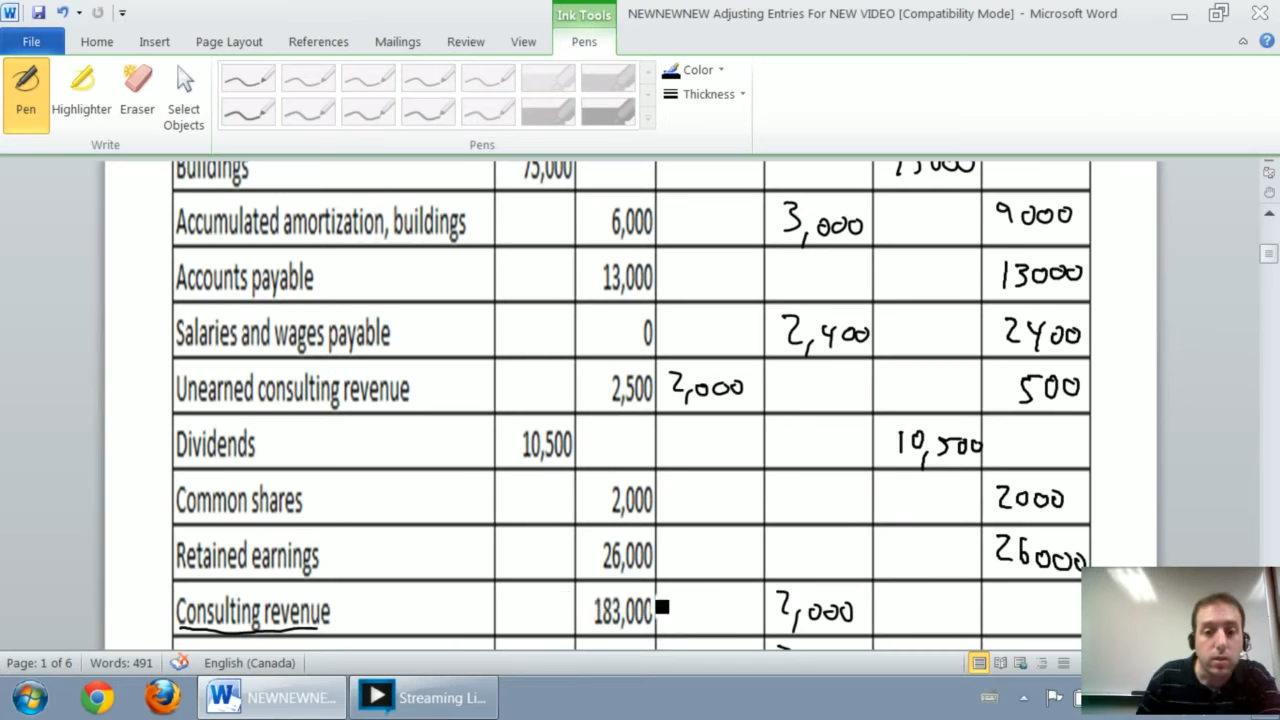 Ink Tools
NEWNEWNEW Adjusting Entries For NEW VIDEO [Compatibility Mode] - Microsoft Word
File Home Insert Page Layout References Mailings Review View Pens
Pen Highlighter Eraser Select Objects
Color
Thickness
Write Pens
Buildings 75,000 75000
Accumulated amortization, buildings 6,000 3,000 9000
Accounts payable 13,000 13000
Salaries and wages payable 0 2,400 2400
Unearned consulting revenue 2,500 2,000 500
Dividends 10,500 10,500
Common shares 2,000 2000
Retained earnings 26,000 26000
Consulting revenue 183,000 2,000
Page: 1 of 6 Words: 491 English (Canada)
NEWNEWNE... Streaming Li...